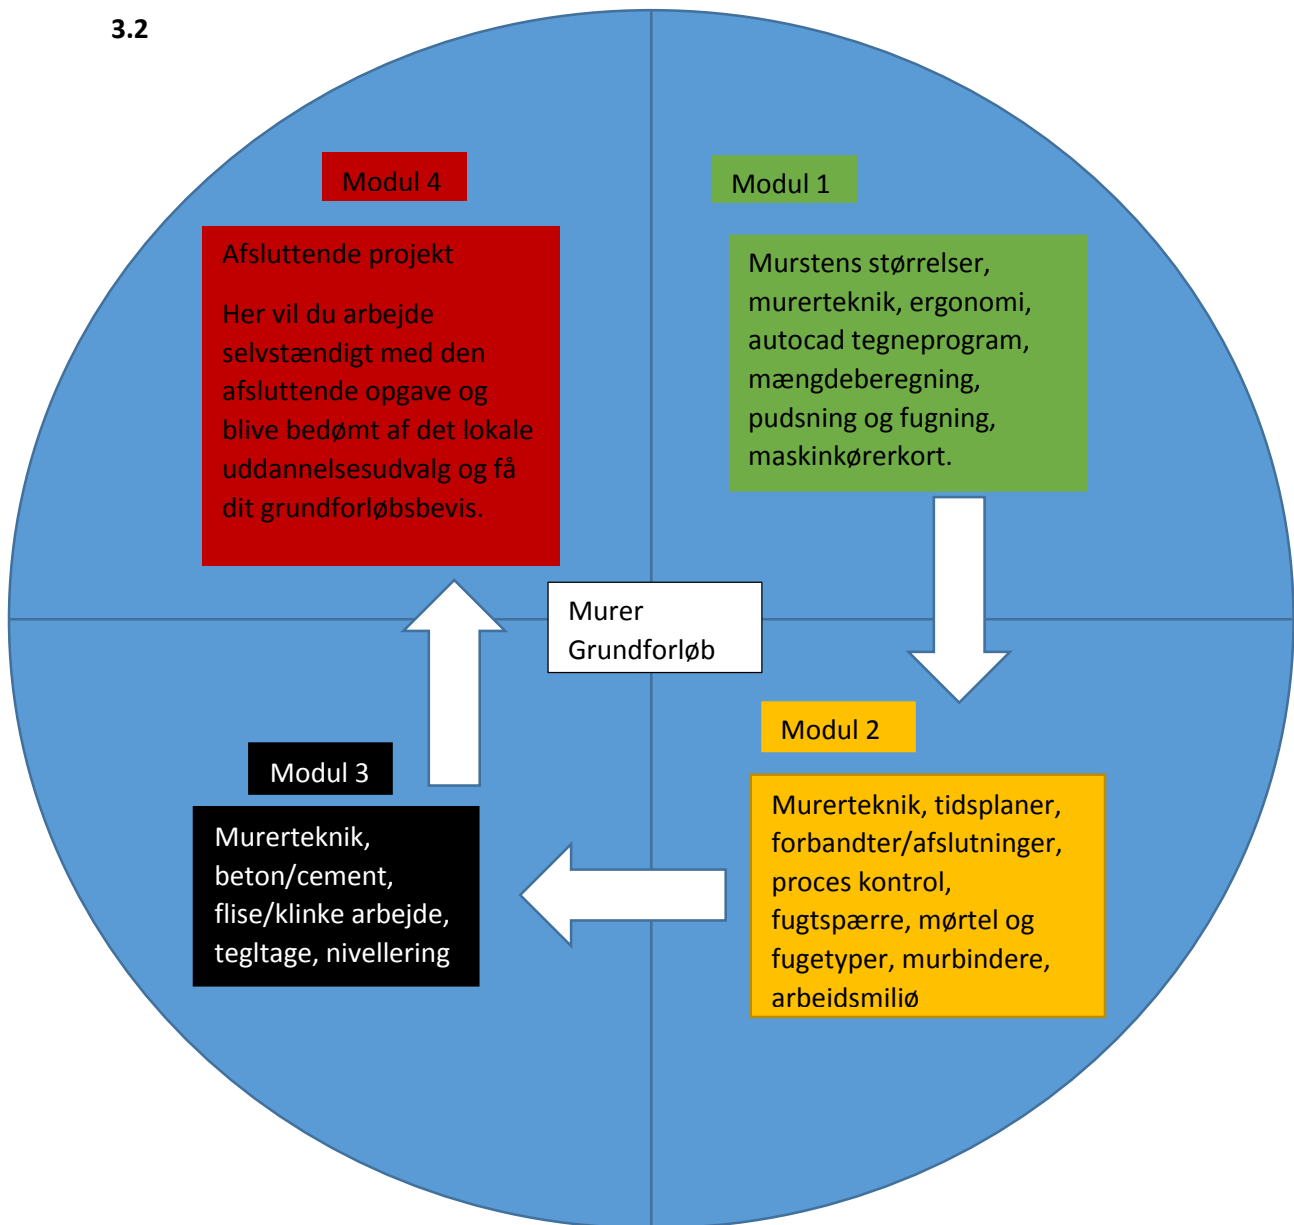 3.2
Modul 1
Murstens størrelser,
murerteknik, ergonomi,
autocad tegneprogram,
mængdeberegning,
pudsning og fugning,
maskinkørerkort.
Modul 2
Murerteknik, tidsplaner,
forbandter/afslutninger,
proces kontrol,
fugtspærre, mørtel og
fugetyper, murbindere,
arbejdsmiljø
Modul 3
Murerteknik,
beton/cement,
flise/klinke arbejde,
tegltage, nivellering
Modul 4
Afsluttende projekt
Her vil du arbejde
selvstændigt med den
afsluttende opgave og
blive bedømt af det lokale
uddannelsesudvalg og få
dit grundforløbsbevis.
Murer
Grundforløb